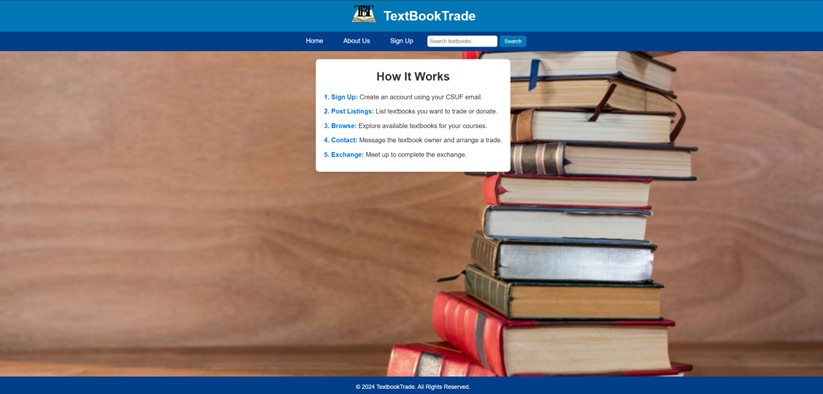 TBT
TextBookTrade
Home About Us Sign Up Search textbooks... Search
How It Works
1. Sign Up: Create an account using your CSUF email.
2. Post Listings: List textbooks you want to trade or donate.
3. Browse: Explore available textbooks for your courses.
4. Contact: Message the textbook owner and arrange a trade.
5. Exchange: Meet up to complete the exchange.
© 2024 TextbookTrade. All Rights Reserved.